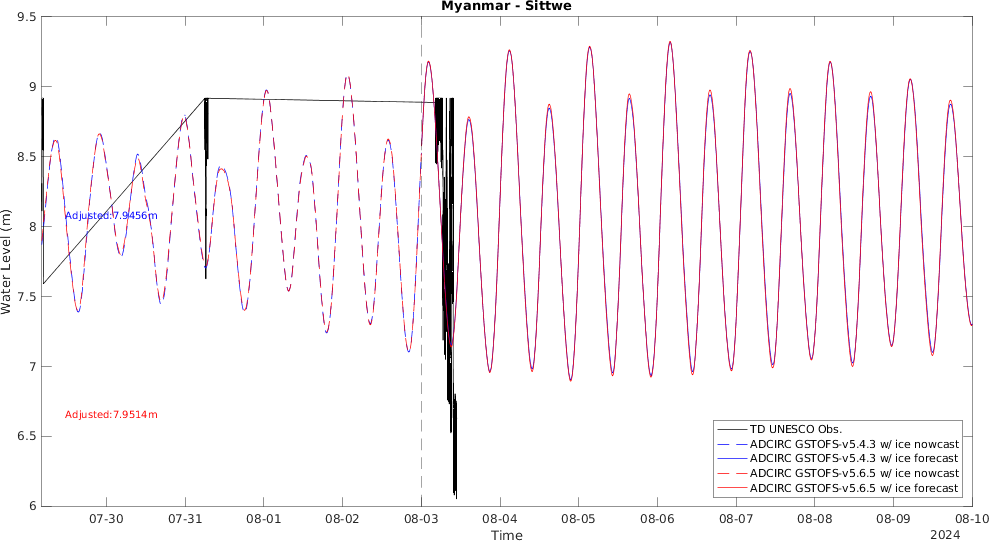 Myanmar - Sittwe
9.5
9
8.5
8
7.5
7
6.5
6
Water Level (m)
Adjusted:7.9456m
Adjusted:7.9514m
TD UNESCO Obs.
ADCIRC GSTOFS-v5.4.3 w/ ice nowcast
ADCIRC GSTOFS-v5.4.3 w/ ice forecast
ADCIRC GSTOFS-v5.6.5 w/ ice nowcast
ADCIRC GSTOFS-v5.6.5 w/ ice forecast
07-30 07-31 08-01 08-02 08-03 08-04 08-05 08-06 08-07 08-08 08-09 08-10
Time
2024